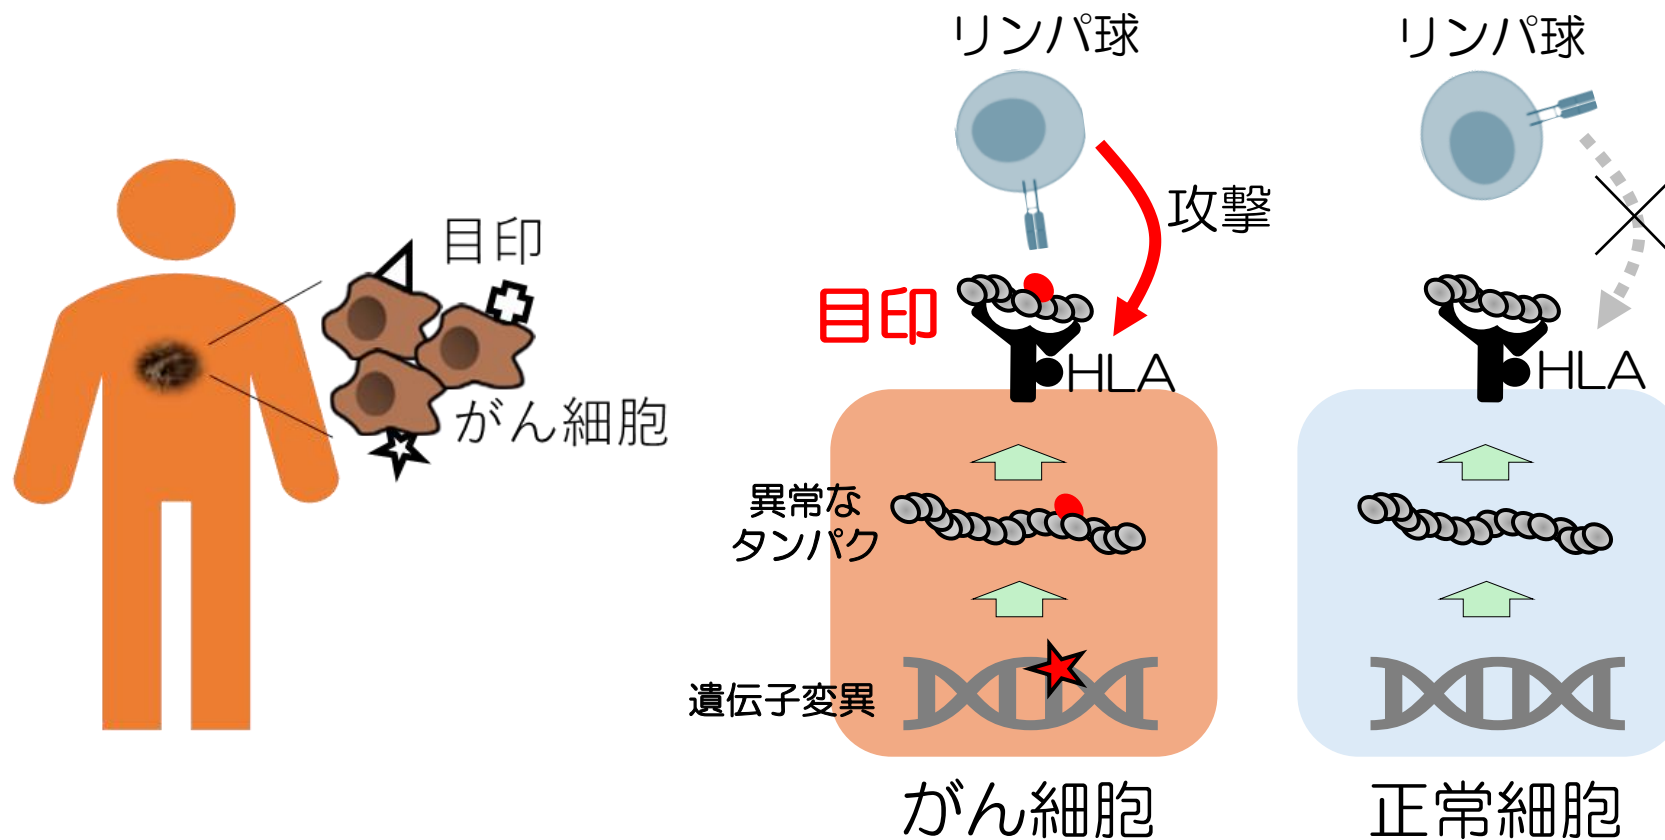 目印
がん細胞
リンパ球
攻撃
目印
HLA
異常な
タンパク
遺伝子変異
がん細胞
リンパ球
HLA
正常細胞